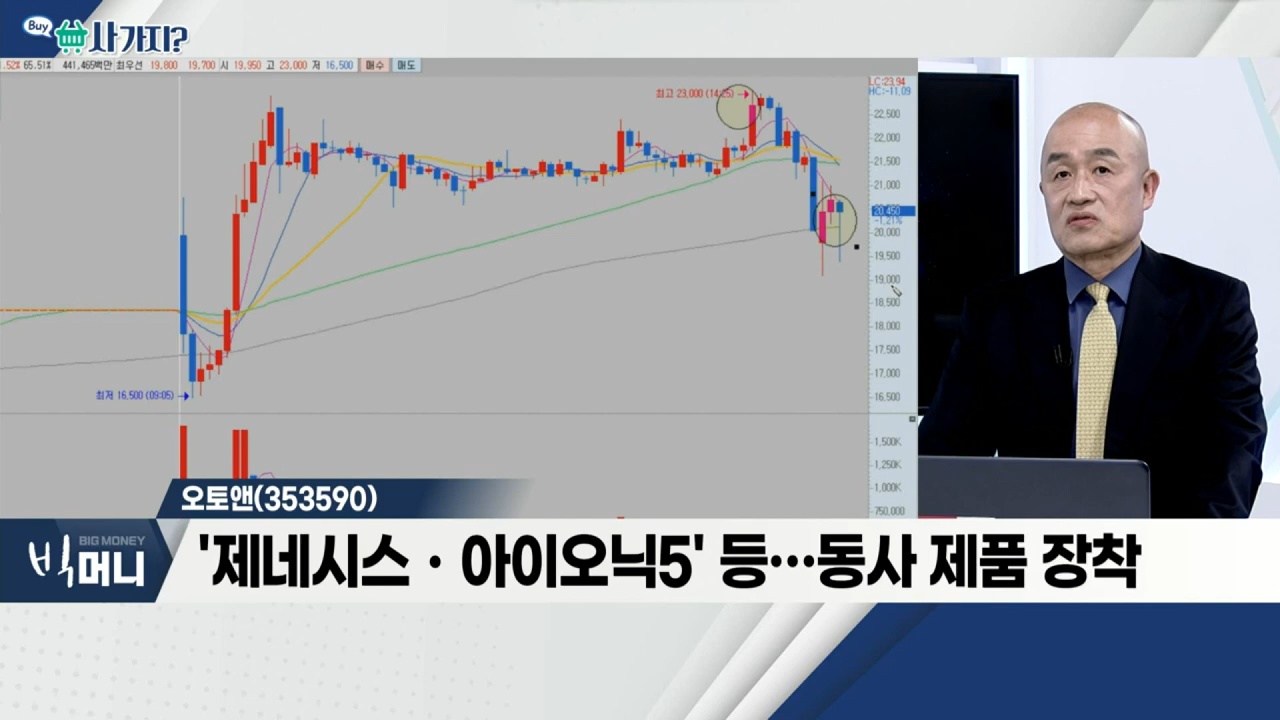 Buy
사가지?
.52% 65.51% 441,465백만 최우선 19,800 19,700 시 19,950 고 23,000 저 16,500 매수 매도
LC:23.94
HC:-11.09
최고 23,000 (14:25)
22,500
22,000
21,500
21,000
20,450
-1.21%
20,000
19,500
19,000
18,500
18,000
17,500
17,000
최저 16,500 (09:05)
16,500
1,500K
1,250K
1,000K
750,000
오토앤(353590)
BIG MONEY
빅머니
'제네시스·아이오닉5' 등…동사 제품 장착